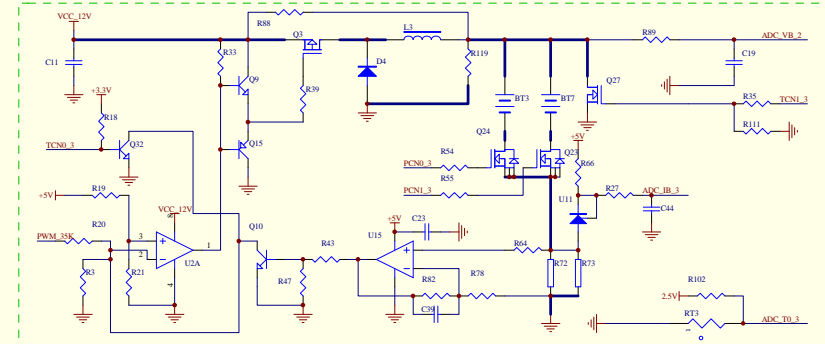 VCC_12V
R88
Q3
L3
R89
ADC_VB_2
C11
R33
D4
R119
C19
Q9
Q27
+3.3V
R39
BT3
BT7
R35
TCN1_3
R18
Q24
+5V
R111
TCN0_3
Q32
Q15
R54
Q23
PCN0_3
R66
R55
PCN1_3
+5V
R19
VCC_12V
U11
R27
ADC_IB_3
C44
R20
8
Q10
+5V
C23
PWM_35K
3
1
U15
R43
R64
2
U2A
R3
R21
4
R47
R82
R78
R72
R73
C39
R102
2.5V
RT3
ADC_T0_3
1